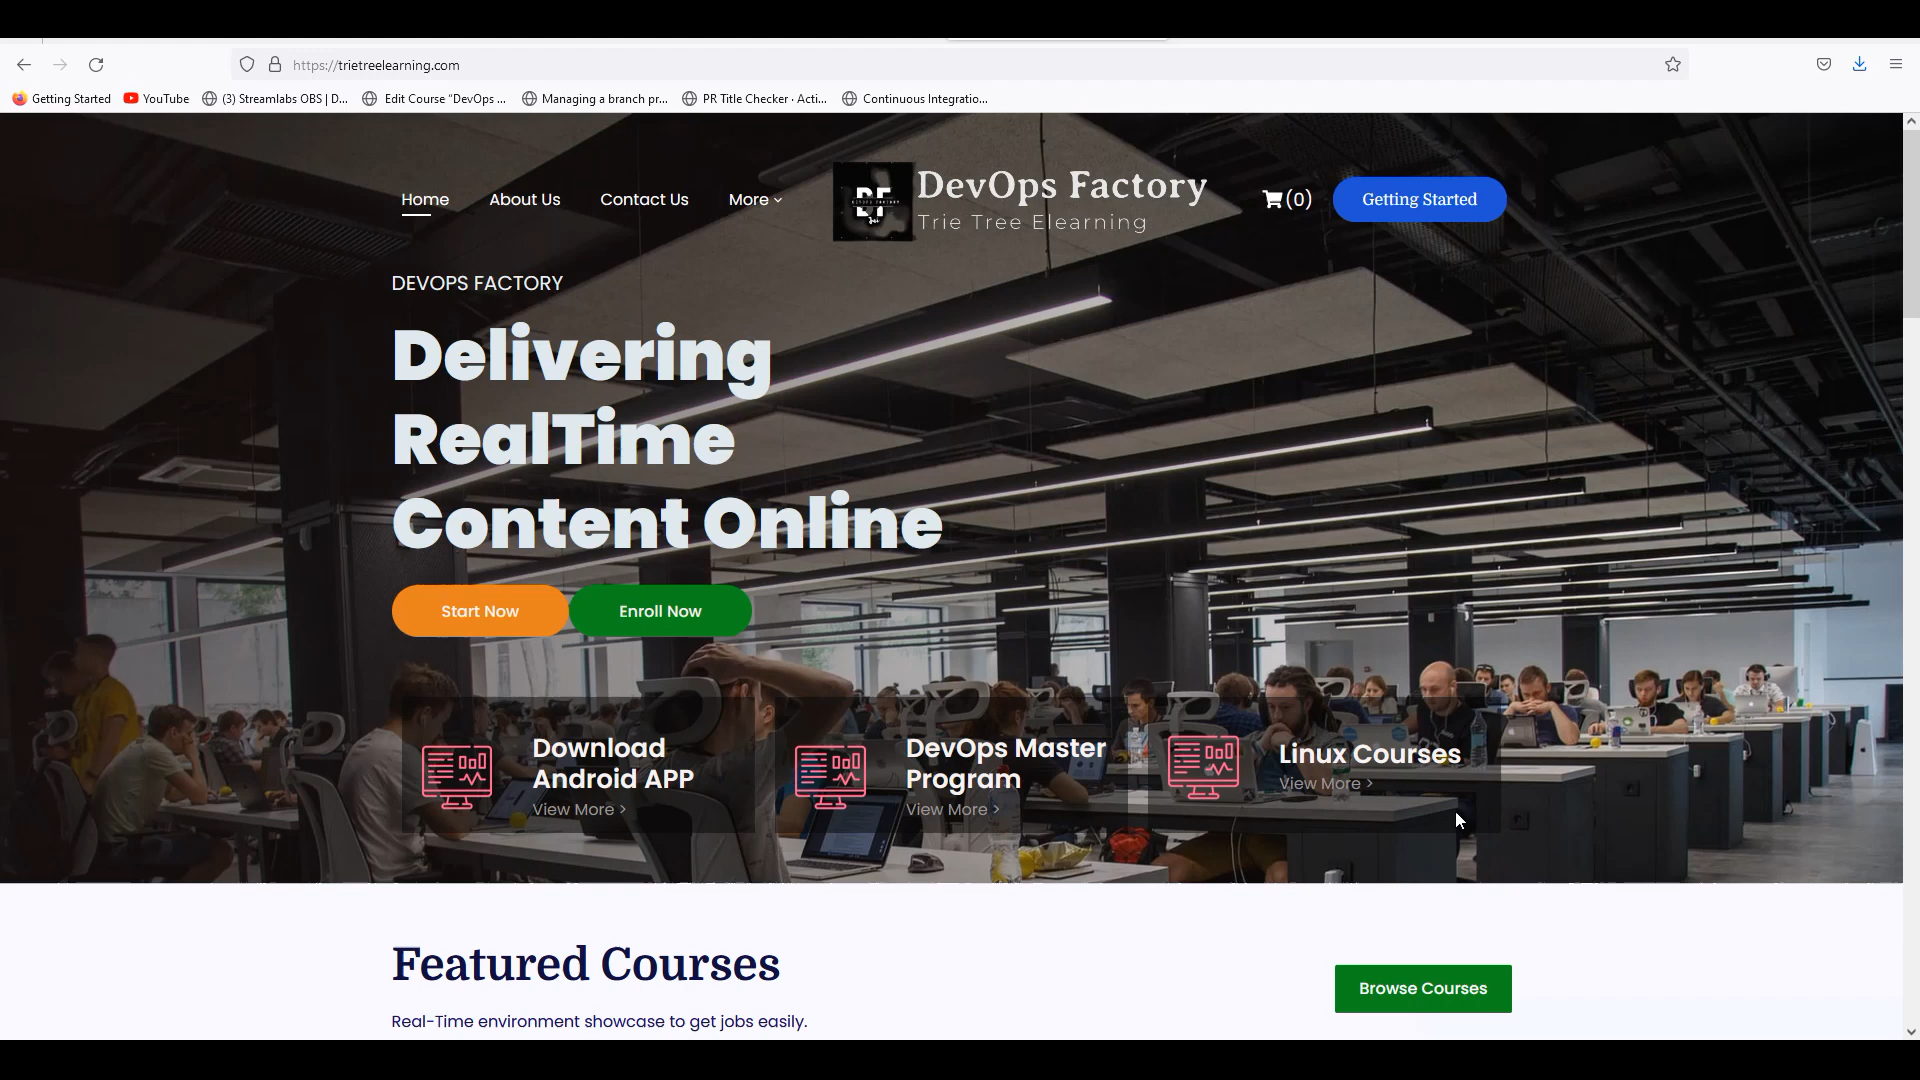 https://trietreelearning.com
Getting Started
YouTube
(3) Streamlabs OBS | D...
Edit Course "DevOps ...
Managing a branch pr...
PR Title Checker · Acti...
Continuous Integratio...
Home
About Us
Contact Us
More
DevOps Factory
Trie Tree Elearning
(0)
Getting Started
DEVOPS FACTORY
Delivering
RealTime
Content Online
Start Now
Enroll Now
Download
Android APP
View More >
DevOps Master
Program
View More >
Linux Courses
View More >
Featured Courses
Real-Time environment showcase to get jobs easily.
Browse Courses